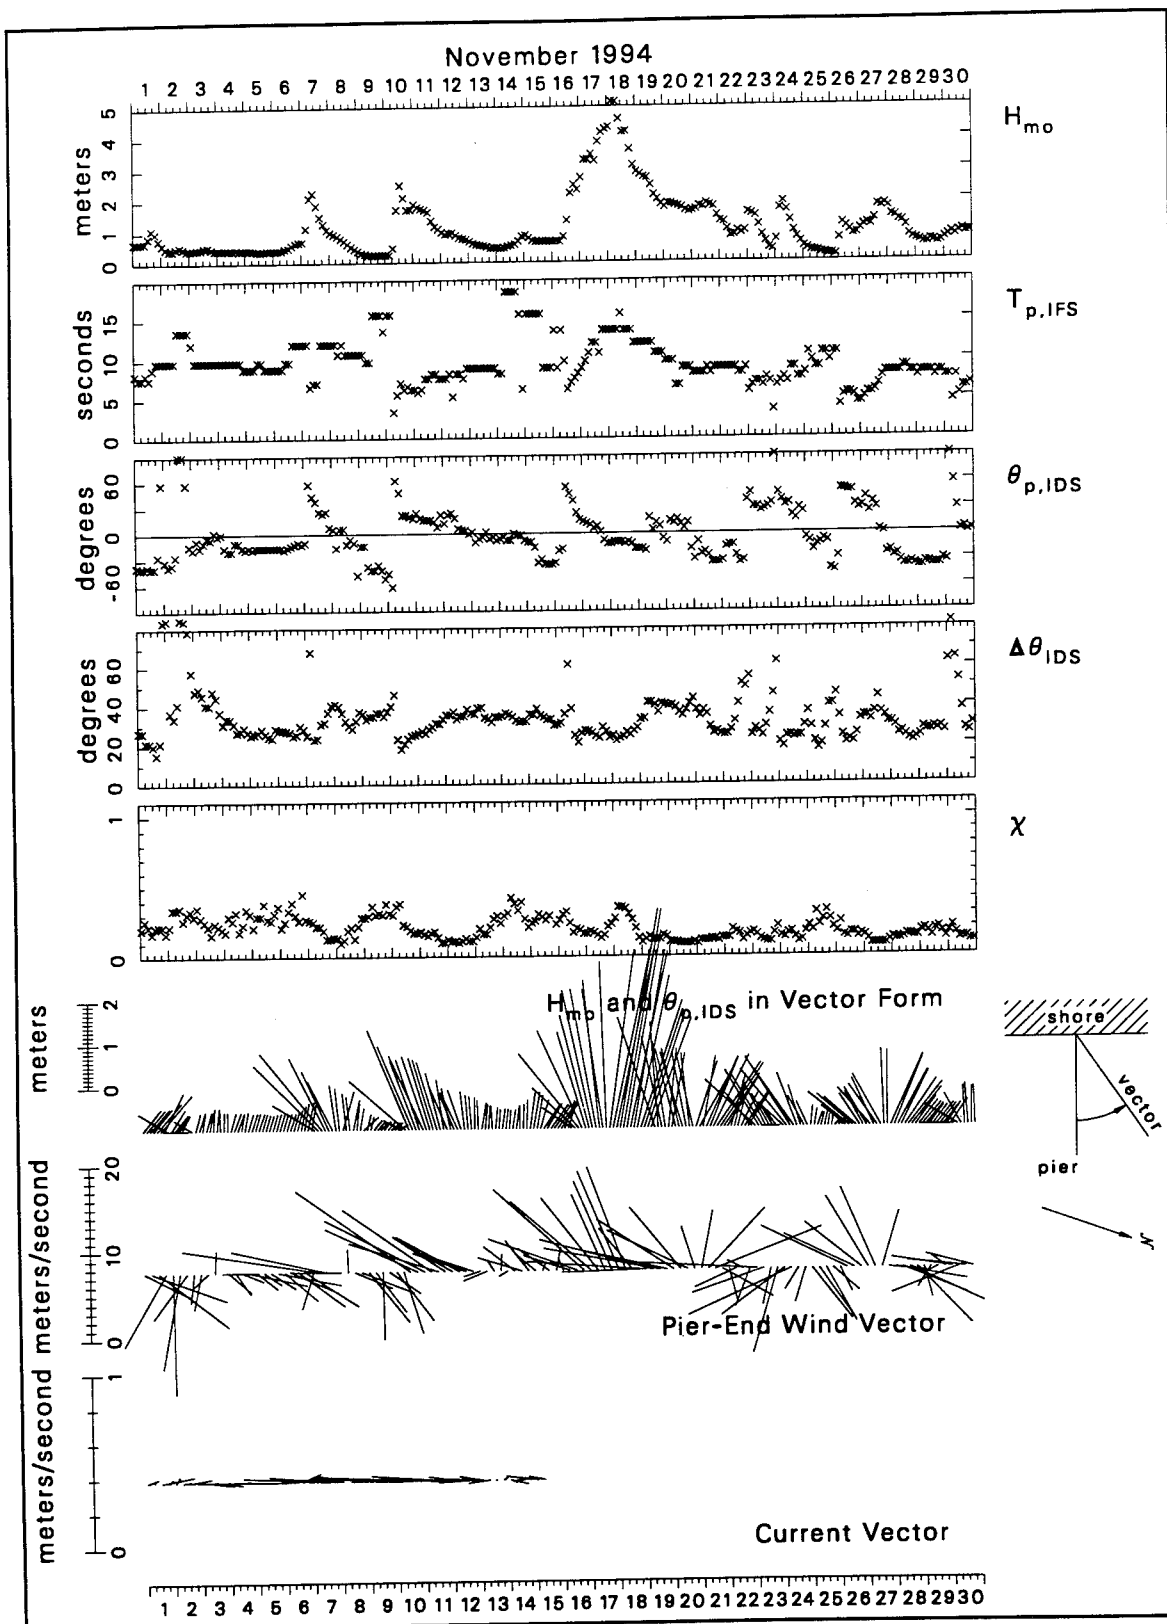 November 1994
1 2 3 4 5 6 7 8 9 10 11 12 13 14 15 16 17 18 19 20 21 22 23 24 25 26 27 28 29 30
5
4
3
2
1
0
meters
H_mo
15
10
5
0
seconds
T_p,IFS
60
0
-60
degrees
θ_p,IDS
60
40
20
0
degrees
Δθ_IDS
1
0
χ
H_mo and θ_p,IDS in Vector Form
2
1
0
meters
shore
vector
pier
N
20
10
0
meters/second
Pier-End Wind Vector
1
0
meters/second
Current Vector
1 2 3 4 5 6 7 8 9 10 11 12 13 14 15 16 17 18 19 20 21 22 23 24 25 26 27 28 29 30